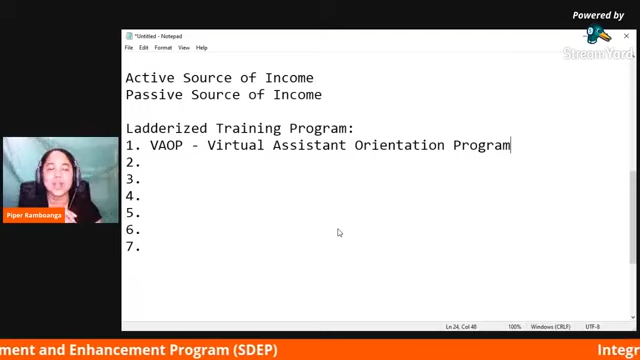 Powered by
StreamYard
*Untitled - Notepad
File Edit Format View Help
Active Source of Income
Passive Source of Income
Ladderized Training Program:
1. VAOP - Virtual Assistant Orientation Program
2.
3.
4.
5.
6.
7.
Piper Ramboanga
Ln 24, Col 48 100% Windows (CRLF) UTF-8
ment and Enhancement Program (SDEP) Integr